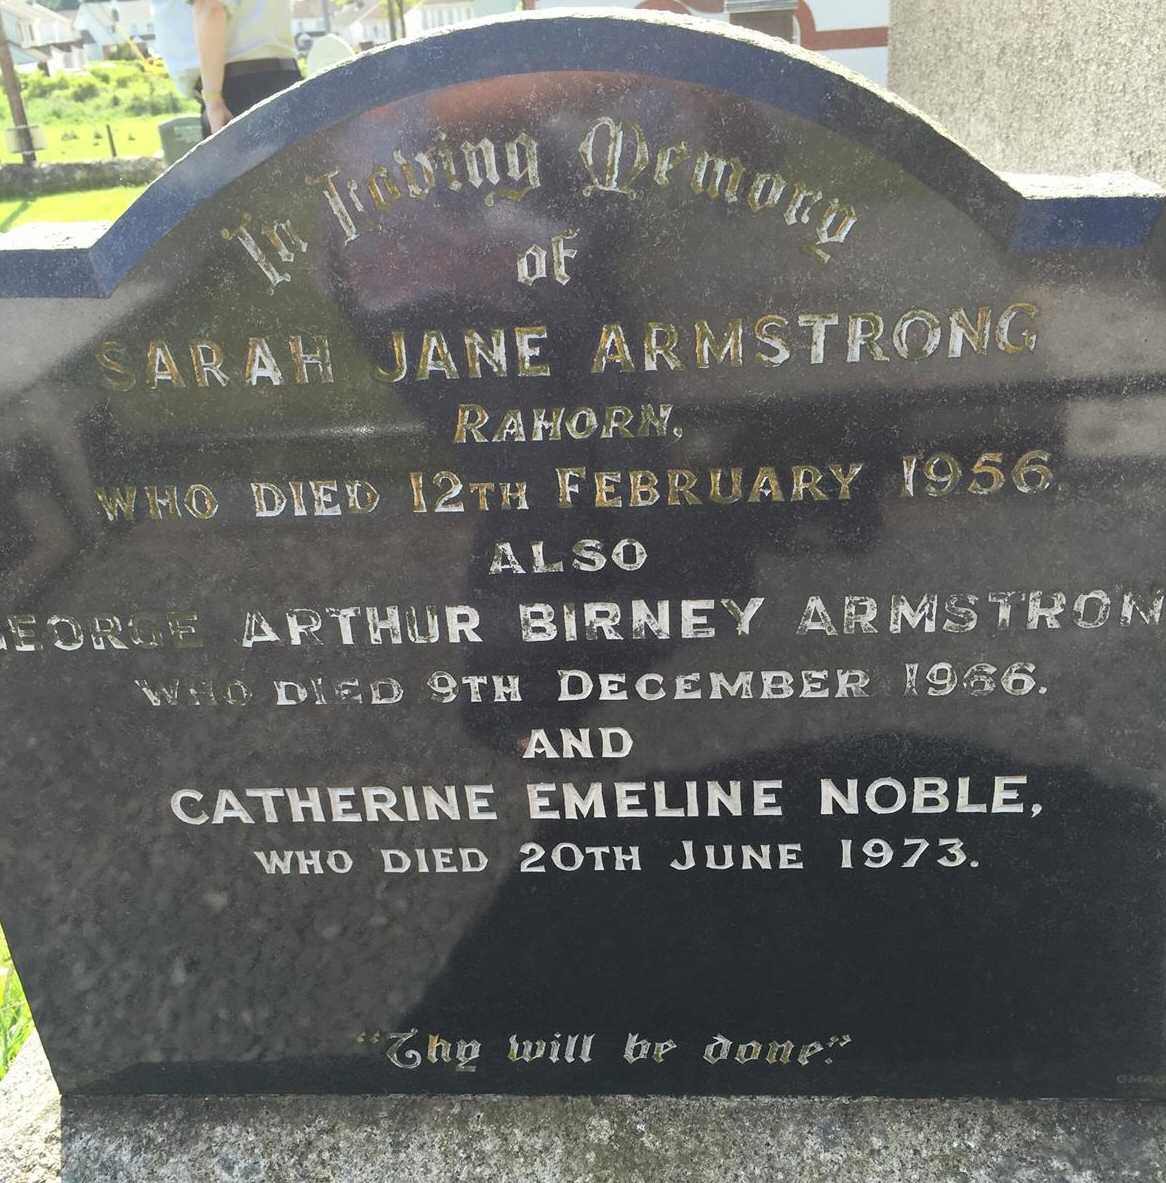 In Loving Memory
of
SARAH JANE ARMSTRONG
RAHORN,
WHO DIED 12TH FEBRUARY 1956.
ALSO
GEORGE ARTHUR BIRNEY ARMSTRON
WHO DIED 9TH DECEMBER 1966.
AND
CATHERINE EMELINE NOBLE,
WHO DIED 20TH JUNE 1973.
"Thy will be done."